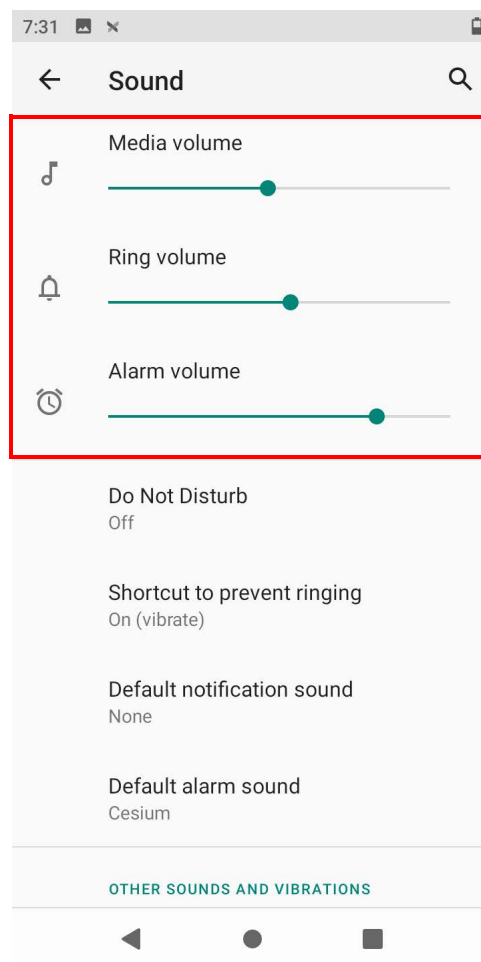 7:31
Sound
Media volume
Ring volume
Alarm volume
Do Not Disturb
Off
Shortcut to prevent ringing
On (vibrate)
Default notification sound
None
Default alarm sound
Cesium
OTHER SOUNDS AND VIBRATIONS